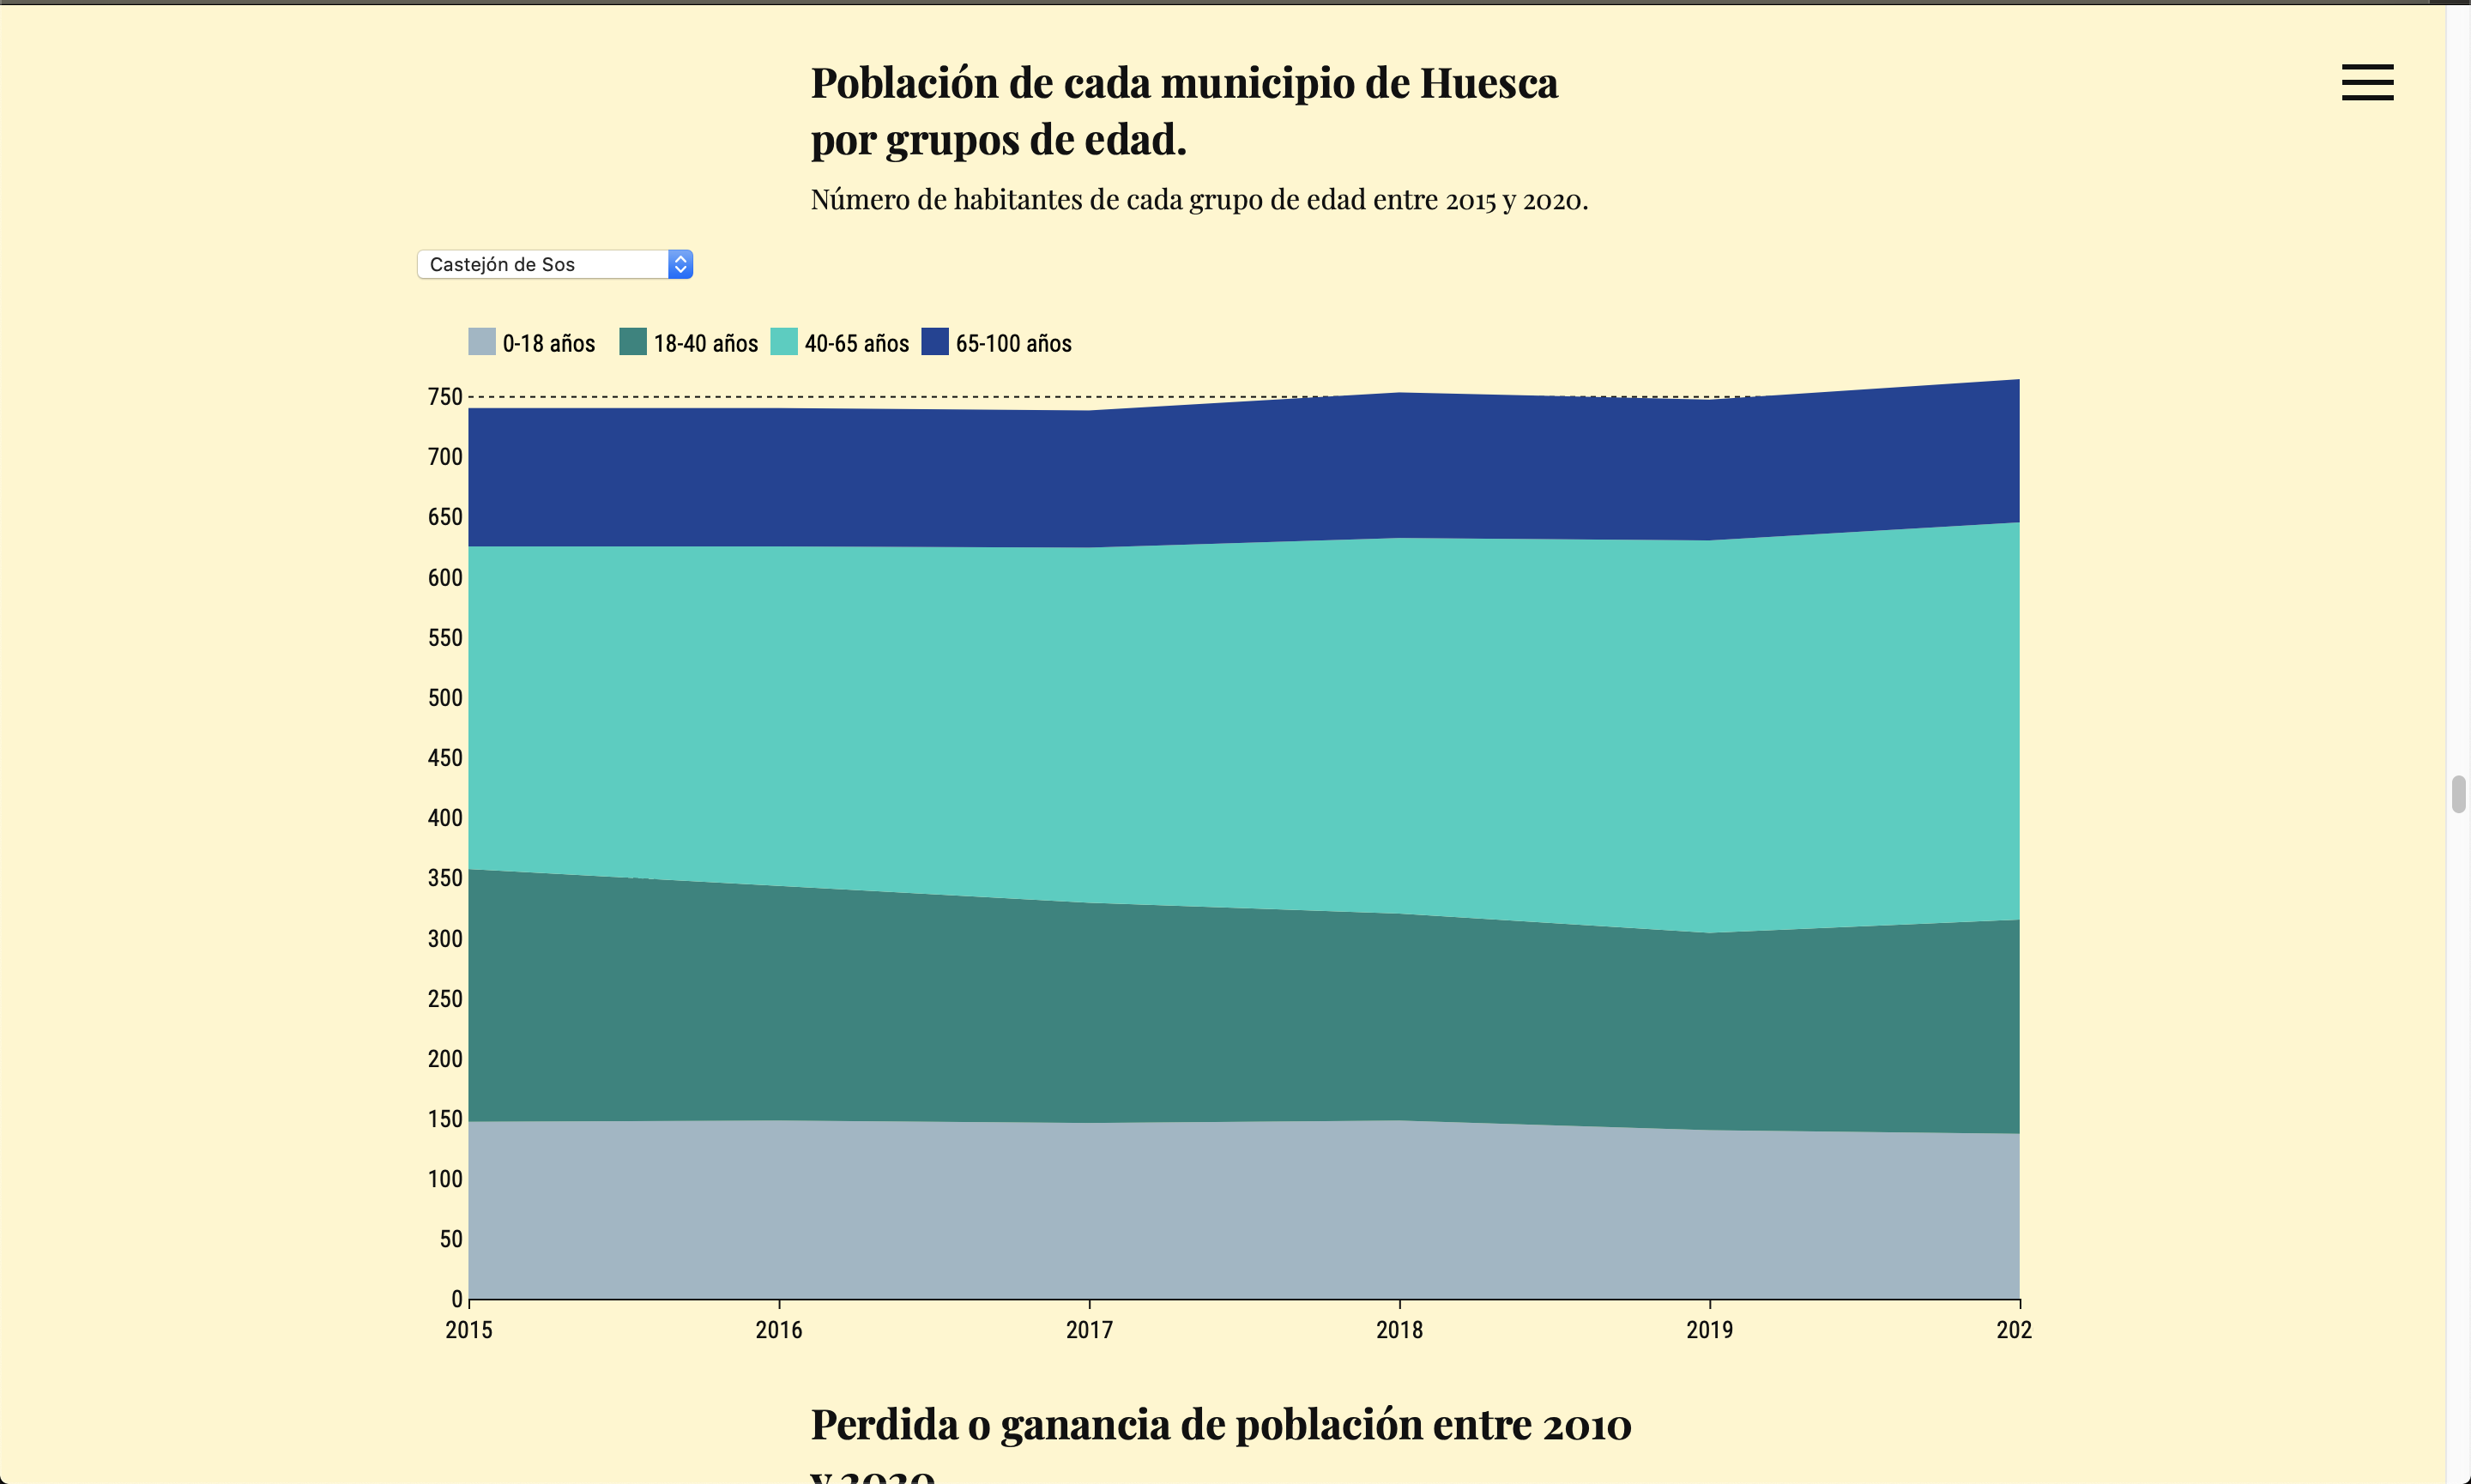 Población de cada municipio de Huesca
por grupos de edad.
Número de habitantes de cada grupo de edad entre 2015 y 2020.
Castejón de Sos
0-18 años 18-40 años 40-65 años 65-100 años
750
700
650
600
550
500
450
400
350
300
250
200
150
100
50
0
2015 2016 2017 2018 2019 202
Perdida o ganancia de población entre 2010
y 2020